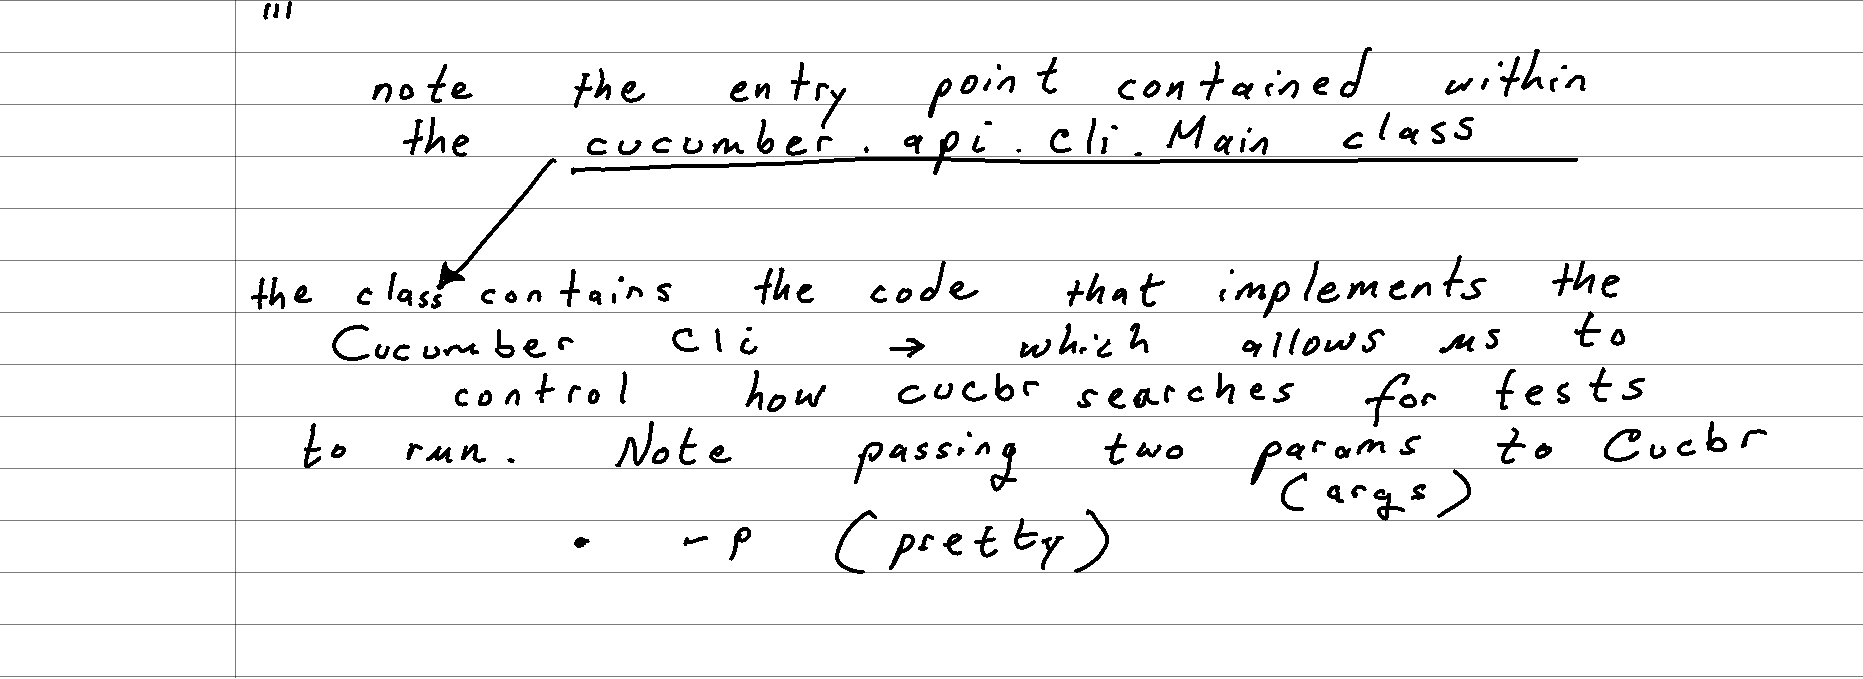 note the entry point contained within
the cucumber.api.cli.Main class
the class contains the code that implements the
Cucumber Cli → which allows us to
control how cucbr searches for tests
to run. Note passing two params to Cucbr
(args)
• -p (pretty)